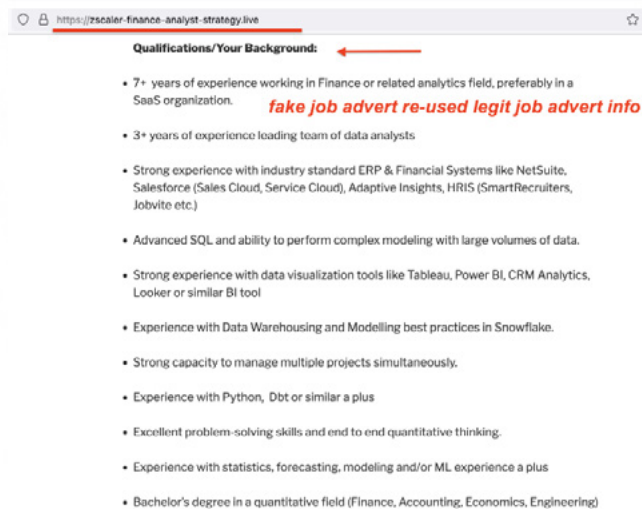 https://zscaler-finance-analyst-strategy.live
Qualifications/Your Background:
• 7+ years of experience working in Finance or related analytics field, preferably in a
SaaS organization.
fake job advert re-used legit job advert info
• 3+ years of experience leading team of data analysts
• Strong experience with industry standard ERP & Financial Systems like NetSuite,
Salesforce (Sales Cloud, Service Cloud), Adaptive Insights, HRIS (SmartRecruiters,
Jobvite etc.)
• Advanced SQL and ability to perform complex modeling with large volumes of data.
• Strong experience with data visualization tools like Tableau, Power BI, CRM Analytics,
Looker or similar BI tool
• Experience with Data Warehousing and Modelling best practices in Snowflake.
• Strong capacity to manage multiple projects simultaneously.
• Experience with Python, Dbt or similar a plus
• Excellent problem-solving skills and end to end quantitative thinking.
• Experience with statistics, forecasting, modeling and/or ML experience a plus
• Bachelor's degree in a quantitative field (Finance, Accounting, Economics, Engineering)